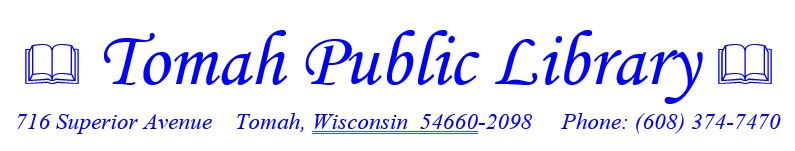 Tomah Public Library
716 Superior Avenue Tomah, Wisconsin 54660-2098 Phone: (608) 374-7470